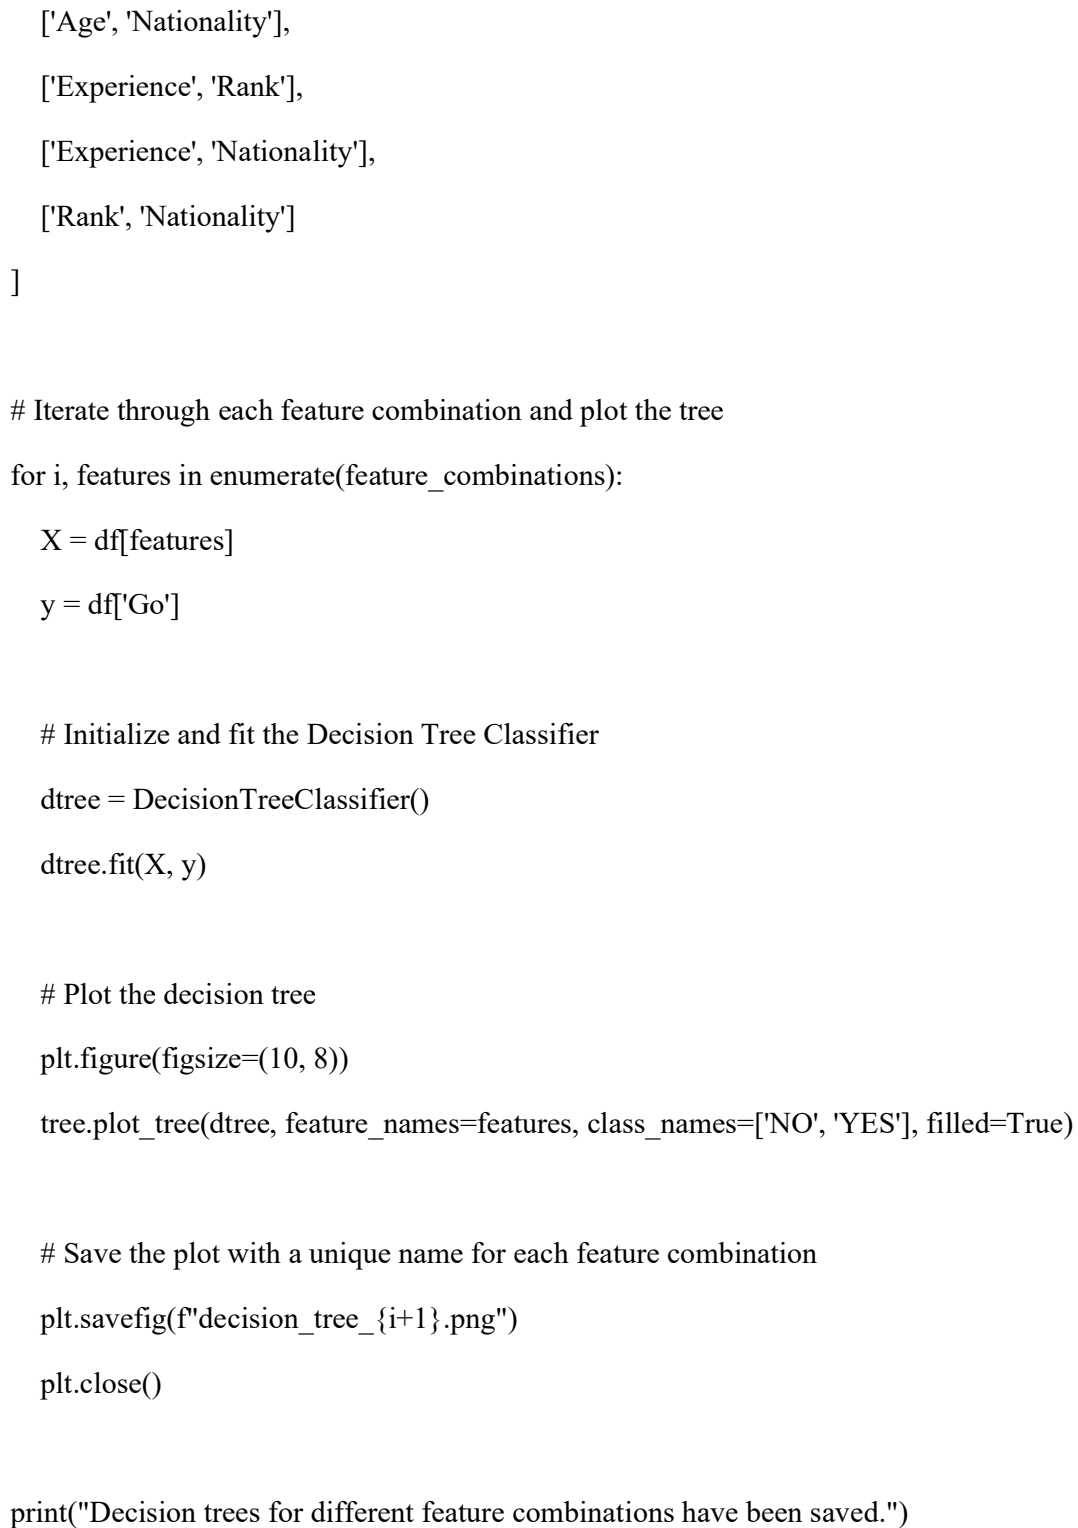 ['Age', 'Nationality'],
['Experience', 'Rank'],
['Experience', 'Nationality'],
['Rank', 'Nationality']
]
# Iterate through each feature combination and plot the tree
for i, features in enumerate(feature_combinations):
X = df[features]
y = df['Go']
# Initialize and fit the Decision Tree Classifier
dtree = DecisionTreeClassifier()
dtree.fit(X, y)
# Plot the decision tree
plt.figure(figsize=(10, 8))
tree.plot_tree(dtree, feature_names=features, class_names=['NO', 'YES'], filled=True)
# Save the plot with a unique name for each feature combination
plt.savefig(f"decision_tree_{i+1}.png")
plt.close()
print("Decision trees for different feature combinations have been saved.")